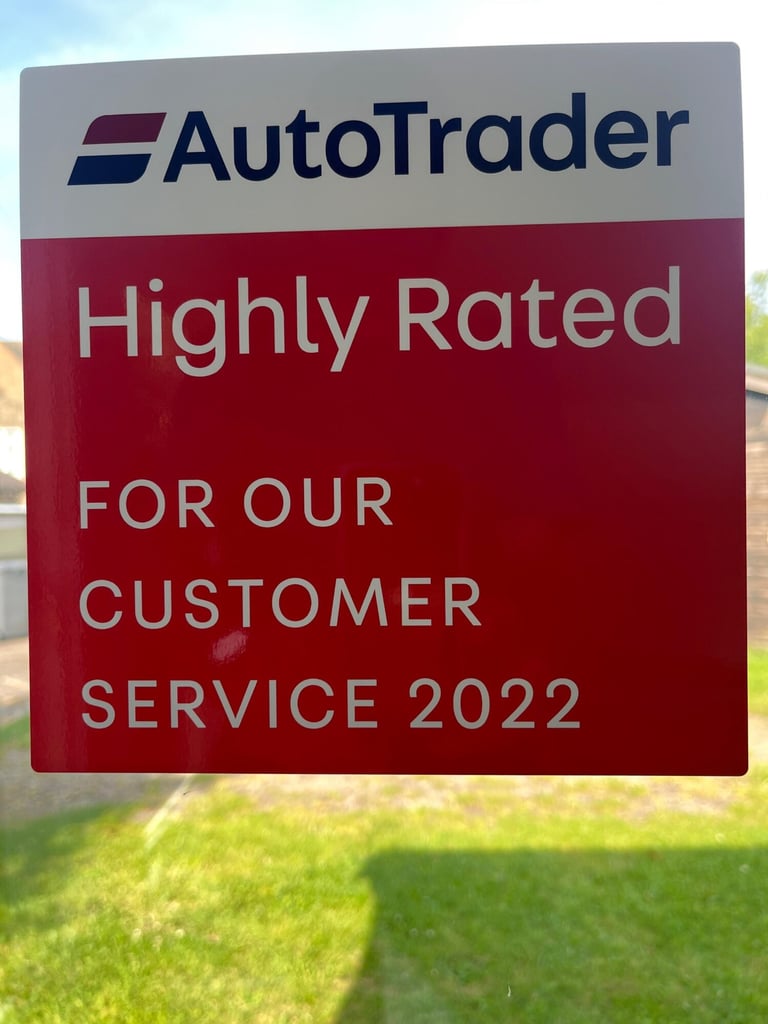 AutoTrader
Highly Rated
FOR OUR
CUSTOMER
SERVICE 2022